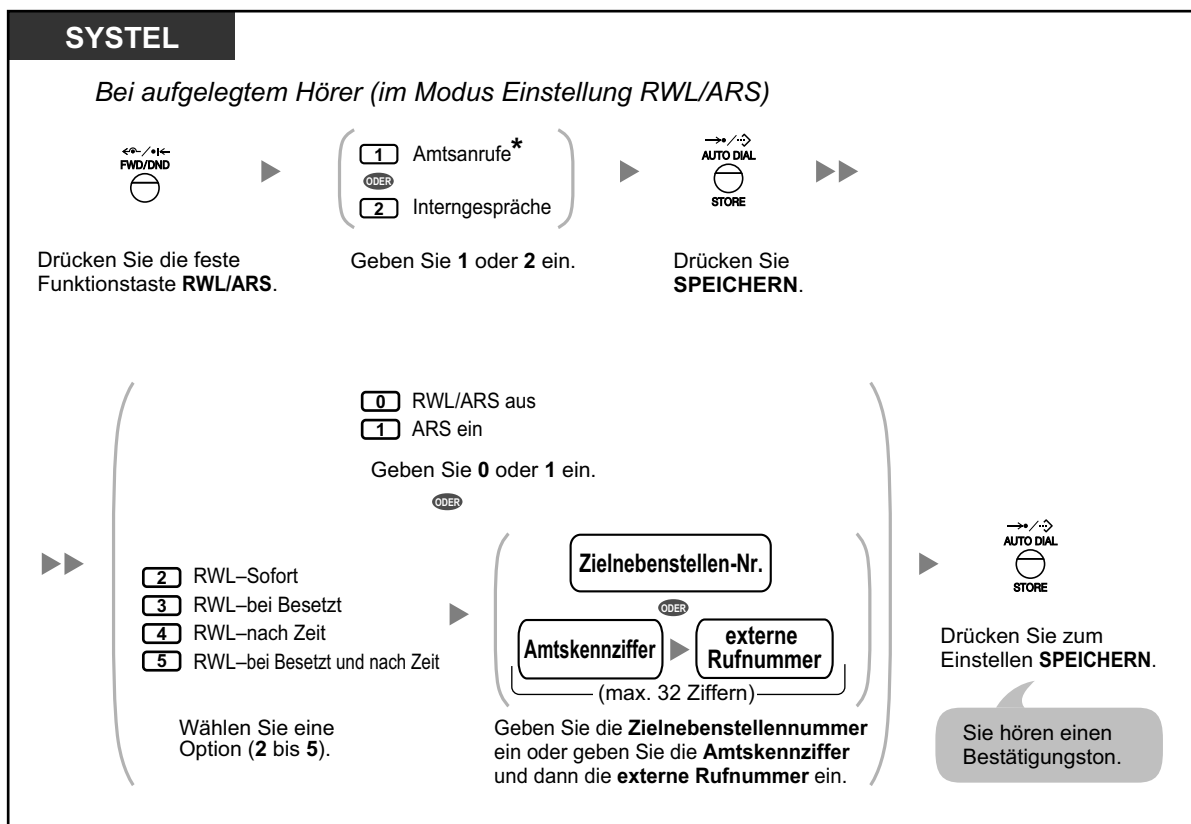 SYSTEL
Bei aufgelegtem Hörer (im Modus Einstellung RWL/ARS)
FWD/DND
1 Amtsanrufe*
ODER
2 Interngespräche
AUTO DIAL
STORE
Drücken Sie die feste
Funktionstaste RWL/ARS.
Geben Sie 1 oder 2 ein.
Drücken Sie
SPEICHERN.
0 RWL/ARS aus
1 ARS ein
Geben Sie 0 oder 1 ein.
ODER
2 RWL–Sofort
3 RWL–bei Besetzt
4 RWL–nach Zeit
5 RWL–bei Besetzt und nach Zeit
Wählen Sie eine
Option (2 bis 5).
Zielnebenstellen-Nr.
ODER
Amtskennziffer
externe
Rufnummer
(max. 32 Ziffern)
Geben Sie die Zielnebenstellennummer
ein oder geben Sie die Amtskennziffer
und dann die externe Rufnummer ein.
AUTO DIAL
STORE
Drücken Sie zum
Einstellen SPEICHERN.
Sie hören einen
Bestätigungston.